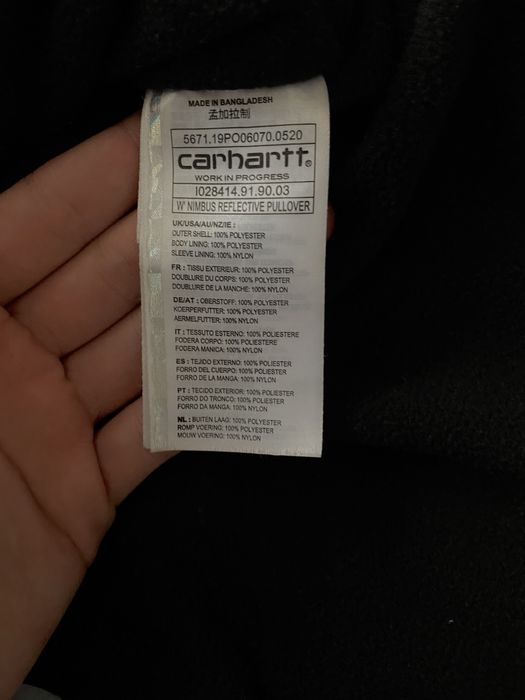 MADE IN BANGLADESH
孟加拉制
5671.19PO06070.0520
carhartt®
WORK IN PROGRESS
I028414.91.90.03
W' NIMBUS REFLECTIVE PULLOVER
UK/USA/AU/NZ/IE :
OUTER SHELL: 100% POLYESTER
BODY LINING: 100% POLYESTER
SLEEVE LINING: 100% NYLON
FR : TISSU EXTERIEUR: 100% POLYESTER
DOUBLURE DU CORPS: 100% POLYESTER
DOUBLURE DE LA MANCHE: 100% NYLON
DE/AT : OBERSTOFF: 100% POLYESTER
KOERPERFUTTER: 100% POLYESTER
AERMELFUTTER: 100% NYLON
IT : TESSUTO ESTERNO: 100% POLIESTERE
FODERA CORPO: 100% POLIESTERE
FODERA MANICA: 100% NYLON
ES : TEJIDO EXTERNO: 100% POLYESTER
FORRO DEL CUERPO: 100% POLYESTER
FORRO DE LA MANGA: 100% NYLON
PT : TECIDO EXTERIOR: 100% POLYESTER
FORRO DO TRONCO: 100% POLYESTER
FORRO DA MANGA: 100% NYLON
NL : BUITEN LAAG: 100% POLYESTER
ROMP VOERING: 100% POLYESTER
MOUW VOERING: 100% NYLON